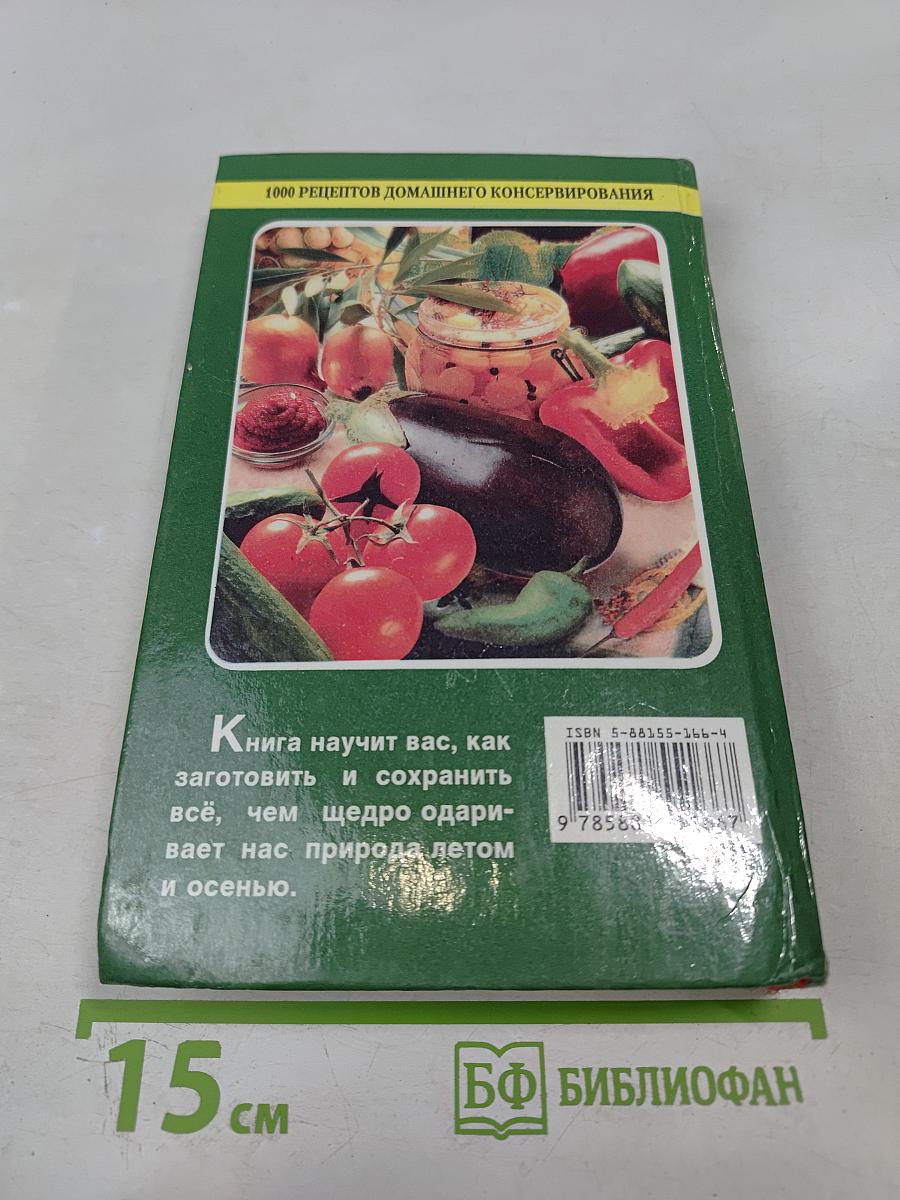 1000 РЕЦЕПТОВ ДОМАШНЕГО КОНСЕРВИРОВАНИЯ
Книга научит вас, как
заготовить и сохранить
всё, чем щедро одари-
вает нас природа летом
и осенью.
ISBN 5-88155-166-4
15 см
БФ БИБЛИОФАН